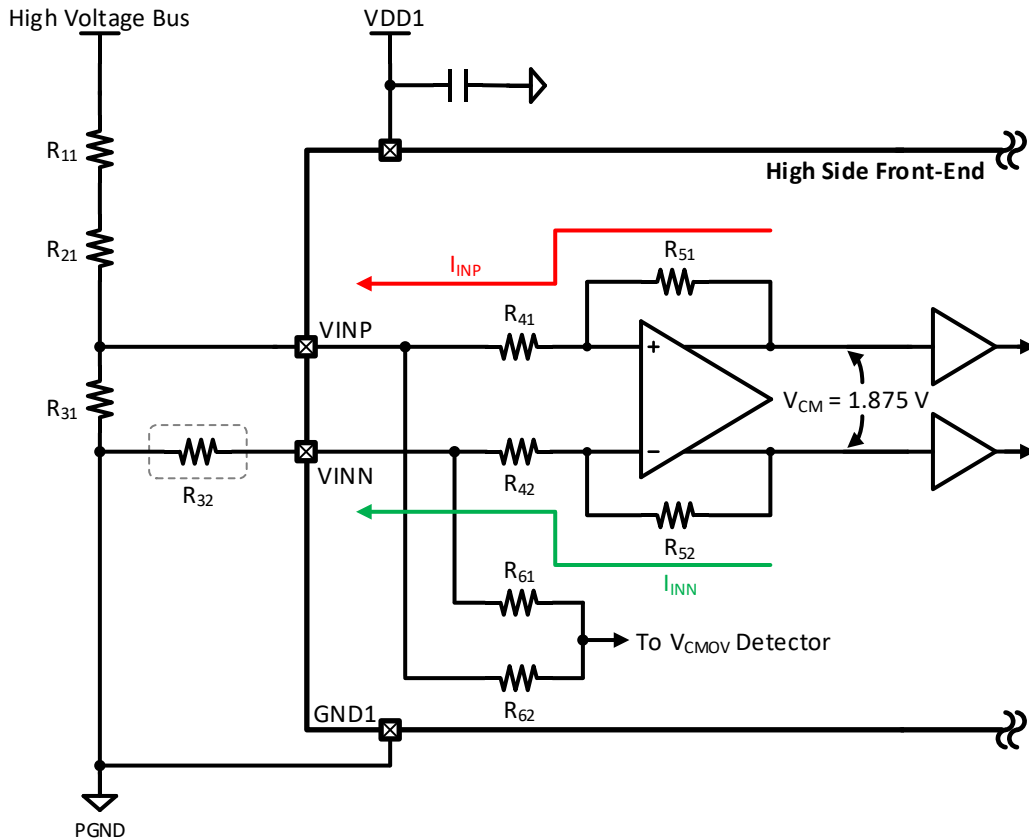 High Voltage Bus
VDD1
R11
High Side Front-End
R21
IINP
R51
VINP
R41
R31
VCM = 1.875 V
+
−
VINN
R42
R32
R52
IINN
R61
To VCMOV Detector
R62
GND1
PGND